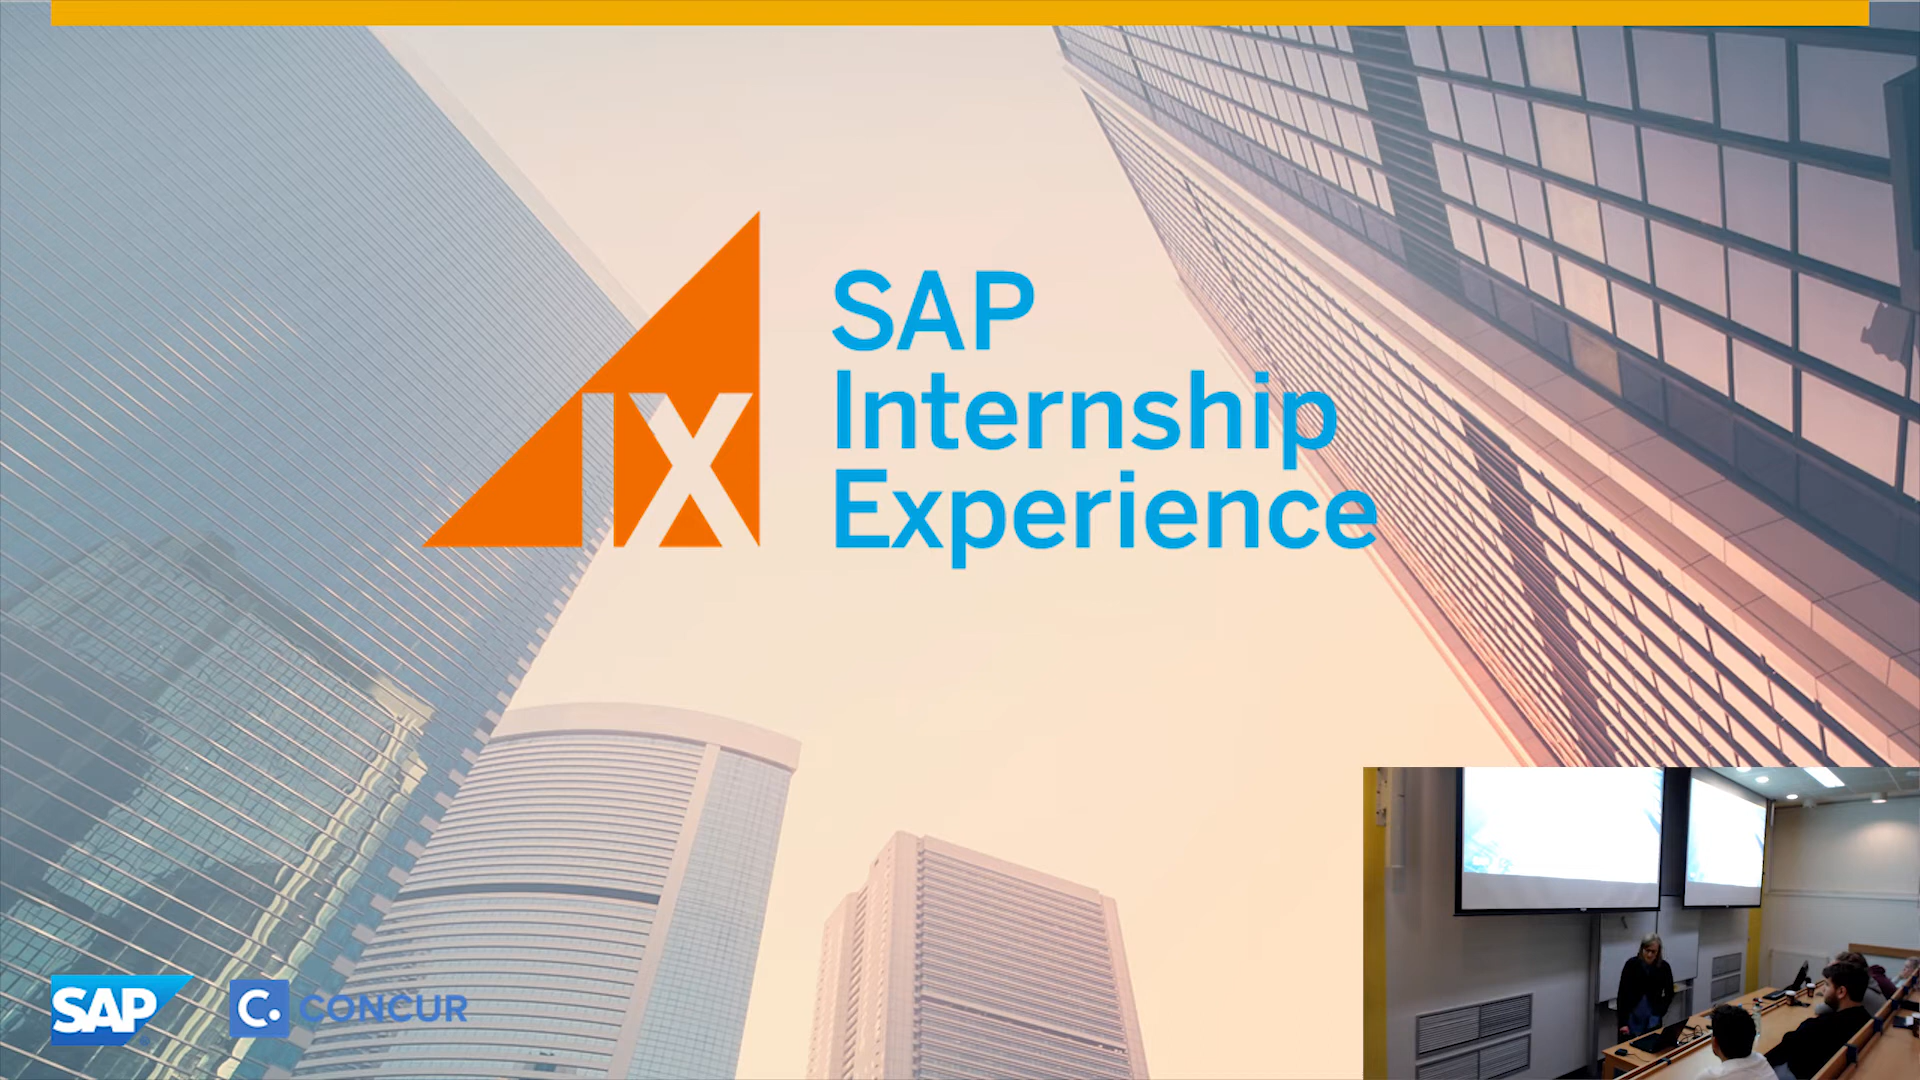 SAP
Internship
Experience
IX
SAP
C. CONCUR